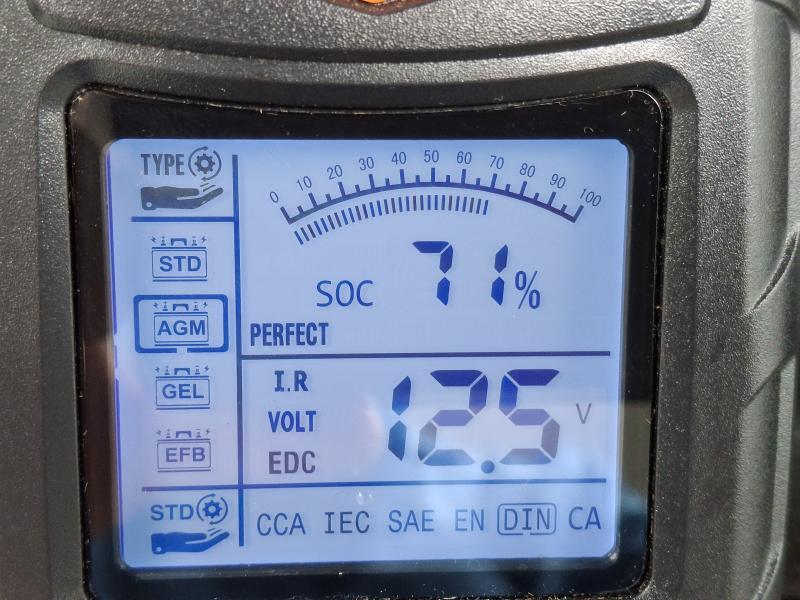 TYPE
0 10 20 30 40 50 60 70 80 90 100
STD
AGM
GEL
EFB
SOC 71%
PERFECT
I.R
VOLT
EDC
12.5 V
STD
CCA IEC SAE EN DIN CA